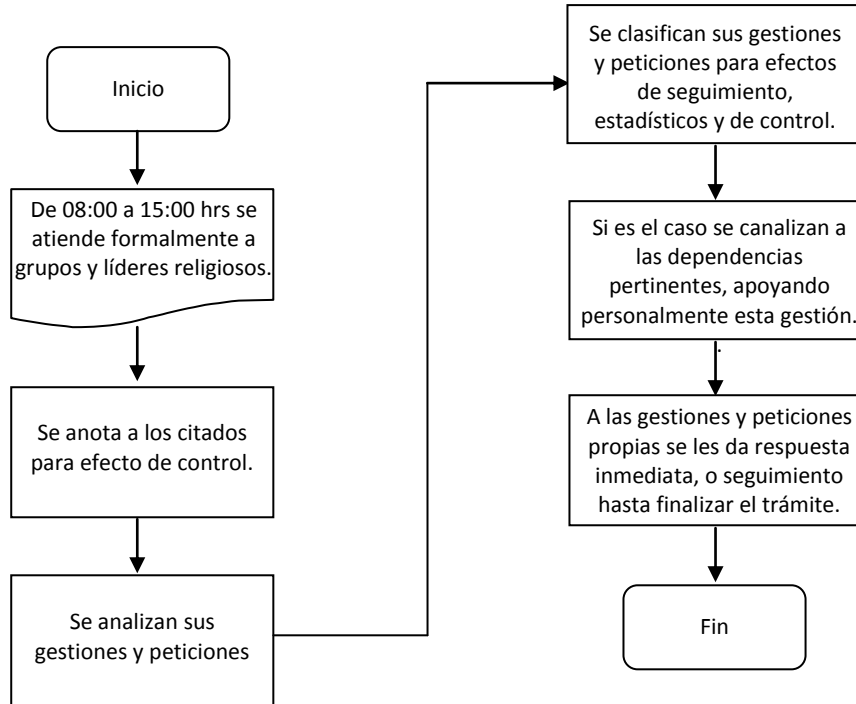 Inicio
De 08:00 a 15:00 hrs se
atiende formalmente a
grupos y líderes religiosos.
Se anota a los citados
para efecto de control.
Se analizan sus
gestiones y peticiones
Se clasifican sus gestiones
y peticiones para efectos
de seguimiento,
estadísticos y de control.
Si es el caso se canalizan a
las dependencias
pertinentes, apoyando
personalmente esta gestión.
.
A las gestiones y peticiones
propias se les da respuesta
inmediata, o seguimiento
hasta finalizar el trámite.
Fin